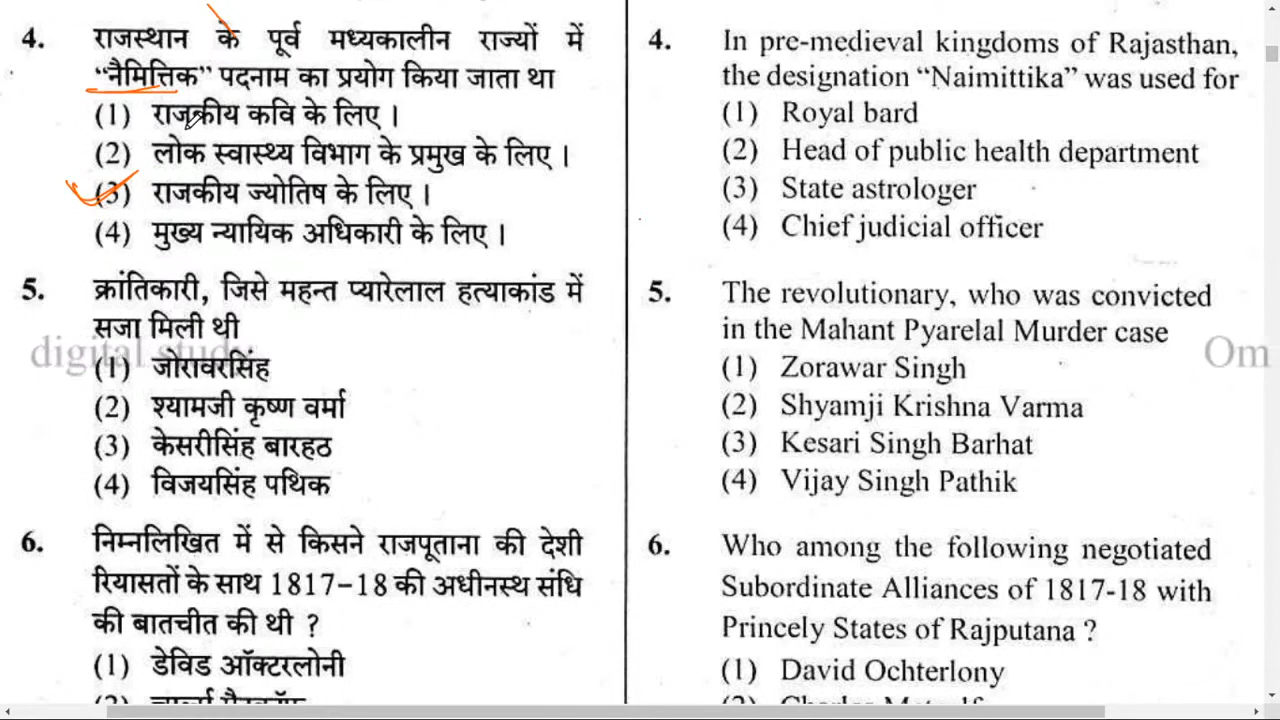 4. राजस्थान के पूर्व मध्यकालीन राज्यों में
“नैमित्तिक” पदनाम का प्रयोग किया जाता था
(1) राजकीय कवि के लिए ।
(2) लोक स्वास्थ्य विभाग के प्रमुख के लिए ।
(3) राजकीय ज्योतिष के लिए ।
(4) मुख्य न्यायिक अधिकारी के लिए ।
5. क्रांतिकारी, जिसे महन्त प्यारेलाल हत्याकांड में
सजा मिली थी
digital study
(1) जोरावरसिंह
(2) श्यामजी कृष्ण वर्मा
(3) केसरीसिंह बारहठ
(4) विजयसिंह पथिक
6. निम्नलिखित में से किसने राजपूताना की देशी
रियासतों के साथ 1817-18 की अधीनस्थ संधि
की बातचीत की थी ?
(1) डेविड ऑक्टरलोनी
4. In pre-medieval kingdoms of Rajasthan,
the designation “Naimittika” was used for
(1) Royal bard
(2) Head of public health department
(3) State astrologer
(4) Chief judicial officer
5. The revolutionary, who was convicted
in the Mahant Pyarelal Murder case
Om
(1) Zorawar Singh
(2) Shyamji Krishna Varma
(3) Kesari Singh Barhat
(4) Vijay Singh Pathik
6. Who among the following negotiated
Subordinate Alliances of 1817-18 with
Princely States of Rajputana ?
(1) David Ochterlony